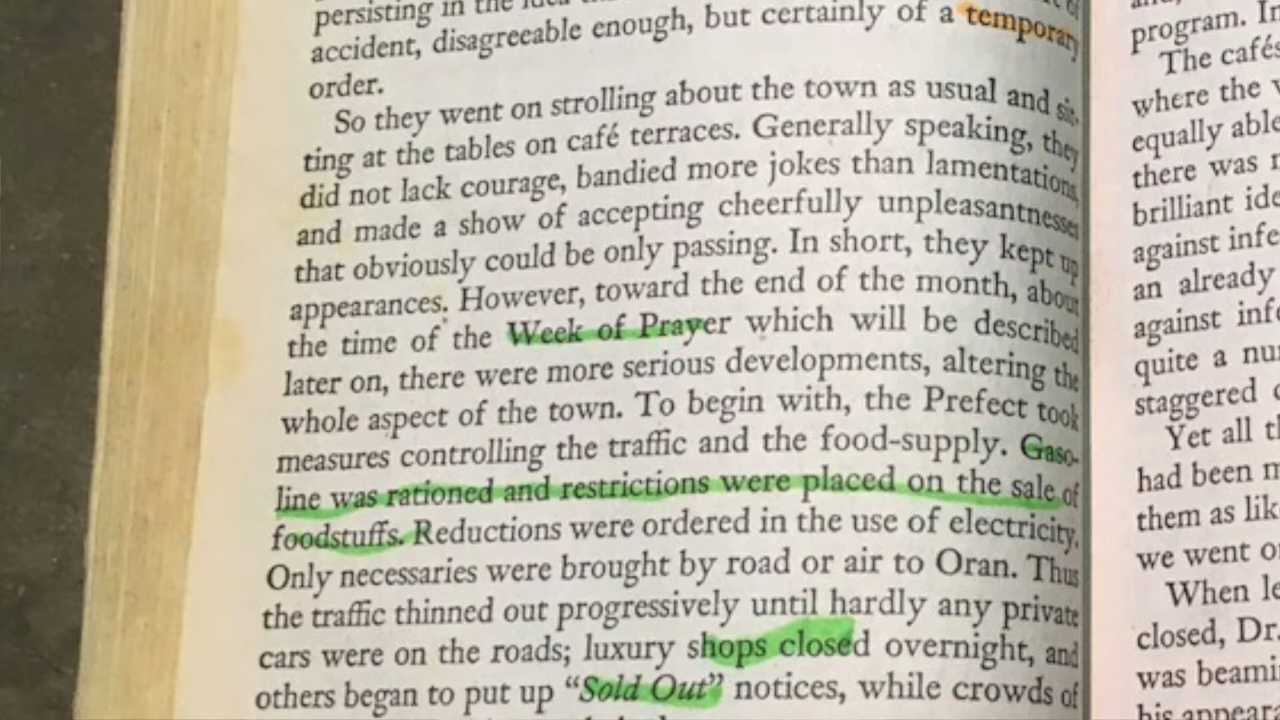 persisting in the
accident, disagreeable enough, but certainly of a temporary
order.
So they went on strolling about the town as usual and sit-
ting at the tables on café terraces. Generally speaking, they
did not lack courage, bandied more jokes than lamentations,
and made a show of accepting cheerfully unpleasantnesses
that obviously could be only passing. In short, they kept up
appearances. However, toward the end of the month, about
the time of the Week of Prayer which will be described
later on, there were more serious developments, altering the
whole aspect of the town. To begin with, the Prefect took
measures controlling the traffic and the food-supply. Gaso-
line was rationed and restrictions were placed on the sale of
foodstuffs. Reductions were ordered in the use of electricity.
Only necessaries were brought by road or air to Oran. Thus
the traffic thinned out progressively until hardly any private
cars were on the roads; luxury shops closed overnight, and
others began to put up “Sold Out” notices, while crowds of
program.
The cafés
where the
equally able
there was
brilliant
against
an already
against
quite a
staggered
Yet all
had been
them as
we went
When
closed, Dr.
was
his